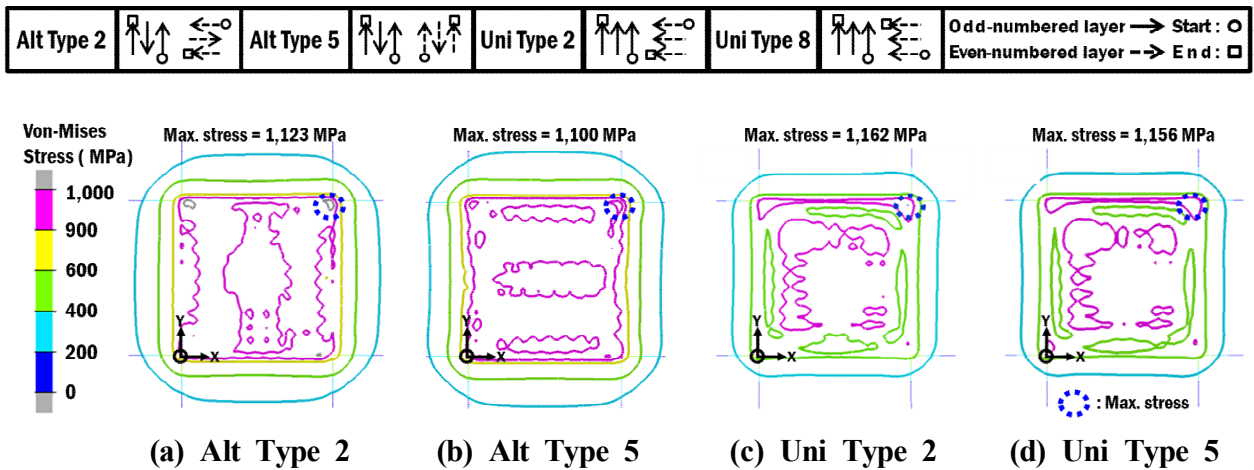 Alt Type 2
Alt Type 5
Uni Type 2
Uni Type 8
Odd-numbered layer Start :
Even-numbered layer End :
Von-Mises
Stress ( MPa)
1,000
900
600
400
200
0
Max. stress = 1,123 MPa
Max. stress = 1,100 MPa
Max. stress = 1,162 MPa
Max. stress = 1,156 MPa
Y
X
Y
X
Y
X
Y
X
: Max. stress
(a) Alt Type 2
(b) Alt Type 5
(c) Uni Type 2
(d) Uni Type 5